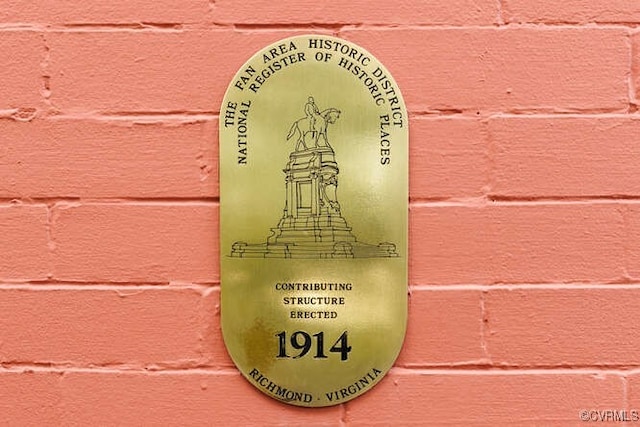 THE FAN AREA HISTORIC DISTRICT
NATIONAL REGISTER OF HISTORIC PLACES
CONTRIBUTING
STRUCTURE
ERECTED
1914
RICHMOND · VIRGINIA
©CVRMLS